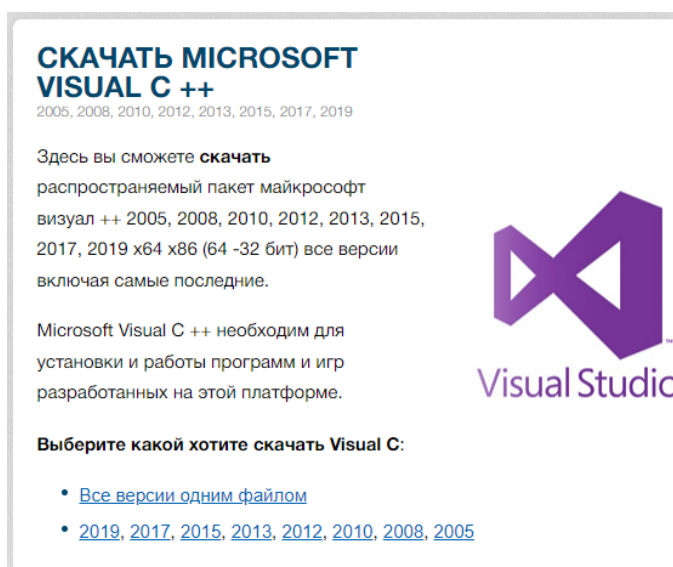 СКАЧАТЬ MICROSOFT
VISUAL C ++
2005, 2008, 2010, 2012, 2013, 2015, 2017, 2019
Здесь вы сможете скачать
распространяемый пакет майкрософт
визуал ++ 2005, 2008, 2010, 2012, 2013, 2015,
2017, 2019 x64 x86 (64 -32 бит) все версии
включая самые последние.
Microsoft Visual C ++ необходим для
установки и работы программ и игр
разработанных на этой платформе.
Visual Studio
Выберите какой хотите скачать Visual C:
Все версии одним файлом
2019, 2017, 2015, 2013, 2012, 2010, 2008, 2005